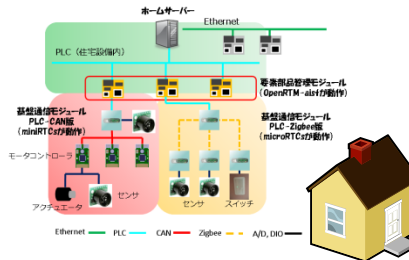 ホームサーバー
Ethernet
PLC（住宅設備内）
要素部品管理モジュール
（OpenRTM-aistが動作）
基盤通信モジュール
PLC-CAN版
（miniRTCsが動作）
基盤通信モジュール
PLC-Zigbee版
（microRTCsが動作）
モータコントローラ
センサ
アクチュエータ
センサ
スイッチ
Ethernet
PLC
CAN
Zigbee
A/D, DIO